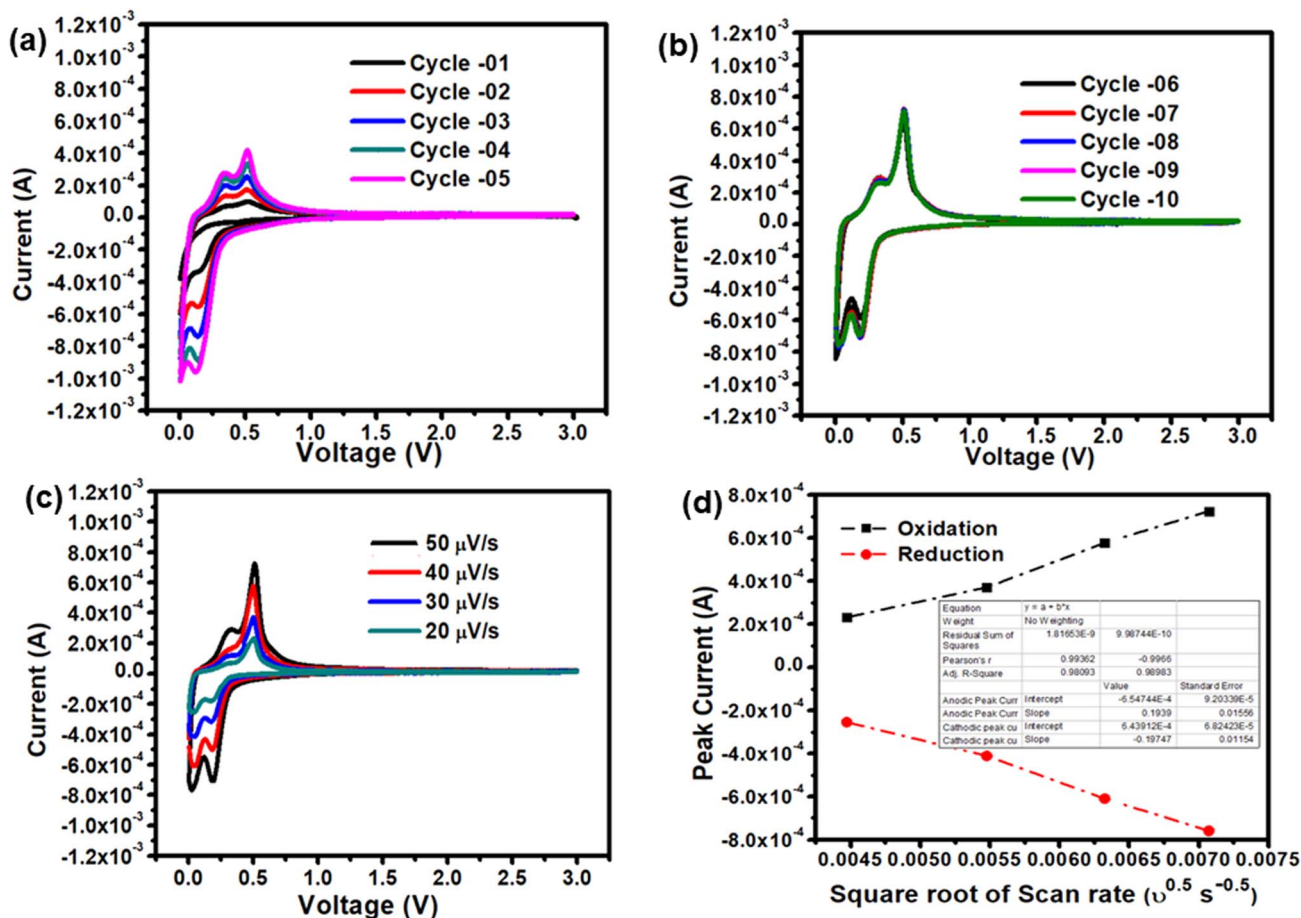 (a)
1.2x10⁻³
1.0x10⁻³
8.0x10⁻⁴
6.0x10⁻⁴
4.0x10⁻⁴
2.0x10⁻⁴
0.0
-2.0x10⁻⁴
-4.0x10⁻⁴
-6.0x10⁻⁴
-8.0x10⁻⁴
-1.0x10⁻³
-1.2x10⁻³
Current (A)
Cycle -01
Cycle -02
Cycle -03
Cycle -04
Cycle -05
0.0 0.5 1.0 1.5 2.0 2.5 3.0
Voltage (V)
(b)
1.2x10⁻³
1.0x10⁻³
8.0x10⁻⁴
6.0x10⁻⁴
4.0x10⁻⁴
2.0x10⁻⁴
0.0
-2.0x10⁻⁴
-4.0x10⁻⁴
-6.0x10⁻⁴
-8.0x10⁻⁴
-1.0x10⁻³
-1.2x10⁻³
Current (A)
Cycle -06
Cycle -07
Cycle -08
Cycle -09
Cycle -10
0.0 0.5 1.0 1.5 2.0 2.5 3.0
Voltage (V)
(c)
1.2x10⁻³
1.0x10⁻³
8.0x10⁻⁴
6.0x10⁻⁴
4.0x10⁻⁴
2.0x10⁻⁴
0.0
-2.0x10⁻⁴
-4.0x10⁻⁴
-6.0x10⁻⁴
-8.0x10⁻⁴
-1.0x10⁻³
-1.2x10⁻³
Current (A)
50 μV/s
40 μV/s
30 μV/s
20 μV/s
0.0 0.5 1.0 1.5 2.0 2.5 3.0
Voltage (V)
(d)
8.0x10⁻⁴
6.0x10⁻⁴
4.0x10⁻⁴
2.0x10⁻⁴
0.0
-2.0x10⁻⁴
-4.0x10⁻⁴
-6.0x10⁻⁴
-8.0x10⁻⁴
Peak Current (A)
Oxidation
Reduction
Equation y = a + b*x
Weight No Weighting
Residual Sum of Squares 1.81653E-9 9.98744E-10
Pearson's r 0.99362 -0.9966
Adj. R-Square 0.98093 0.98983
Value Standard Error
Anodic Peak Curr Intercept -6.54744E-4 9.20339E-5
Anodic Peak Curr Slope 0.1939 0.01556
Cathodic peak cu Intercept 6.43912E-4 6.82423E-5
Cathodic peak cu Slope -0.19747 0.01154
0.0045 0.0050 0.0055 0.0060 0.0065 0.0070 0.0075
Square root of Scan rate (υ⁰·⁵ s⁻⁰·⁵)